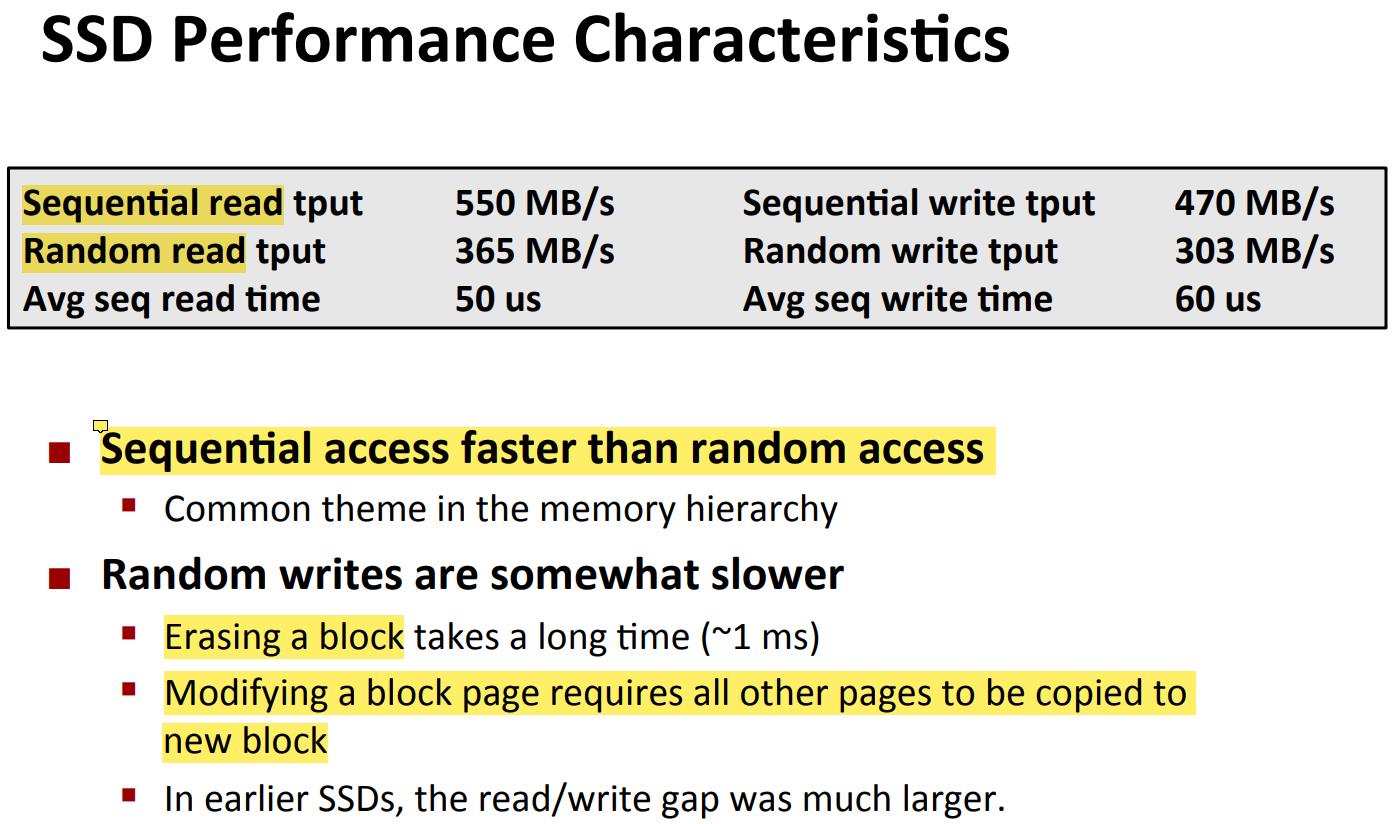 SSD Performance Characteristics
Sequential read tput 550 MB/s Sequential write tput 470 MB/s
Random read tput 365 MB/s Random write tput 303 MB/s
Avg seq read time 50 us Avg seq write time 60 us
■ Sequential access faster than random access
■ Common theme in the memory hierarchy
■ Random writes are somewhat slower
■ Erasing a block takes a long time (~1 ms)
■ Modifying a block page requires all other pages to be copied to
new block
■ In earlier SSDs, the read/write gap was much larger.